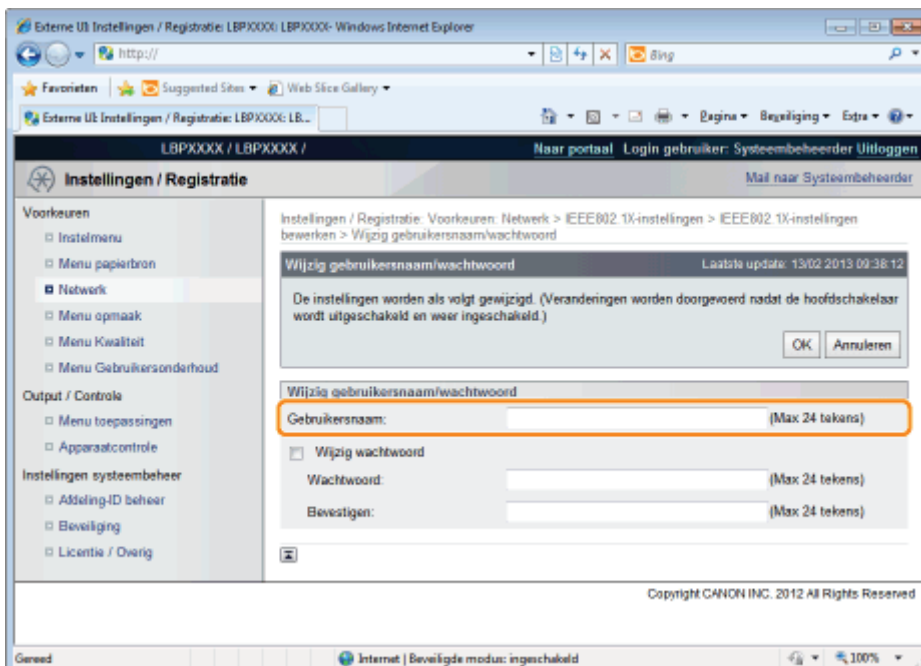 Externe UI: Instellingen / Registratie: LBPXXXX: LBPXXXX- Windows Internet Explorer
http://
Bing
Favorieten
Suggested Sites
Web Slice Gallery
Externe UI: Instellingen / Registratie: LBPXXXX: LB...
Pagina
Beveiliging
Extra
LBPXXXX / LBPXXXX /
Naar portaal Login gebruiker: Systeembeheerder Uitloggen
Instellingen / Registratie
Mail naar Systeembeheerder
Voorkeuren
Instelmenu
Menu papierbron
Netwerk
Menu opmaak
Menu Kwaliteit
Menu Gebruikersonderhoud
Output / Controle
Menu toepassingen
Apparaatcontrole
Instellingen systeembeheer
Afdeling-ID beheer
Beveiliging
Licentie / Overig
Instellingen / Registratie: Voorkeuren: Netwerk > IEEE802.1X-instellingen > IEEE802.1X-instellingen
bewerken > Wijzig gebruikersnaam/wachtwoord
Wijzig gebruikersnaam/wachtwoord
Laatste update: 13/02 2013 09:38:12
De instellingen worden als volgt gewijzigd. (Veranderingen worden doorgevoerd nadat de hoofdschakelaar
wordt uitgeschakeld en weer ingeschakeld.)
OK
Annuleren
Wijzig gebruikersnaam/wachtwoord
Gebruikersnaam:
(Max 24 tekens)
Wijzig wachtwoord
Wachtwoord:
(Max 24 tekens)
Bevestigen:
(Max 24 tekens)
Copyright CANON INC. 2012 All Rights Reserved
Gereed
Internet | Beveiligde modus: ingeschakeld
100%